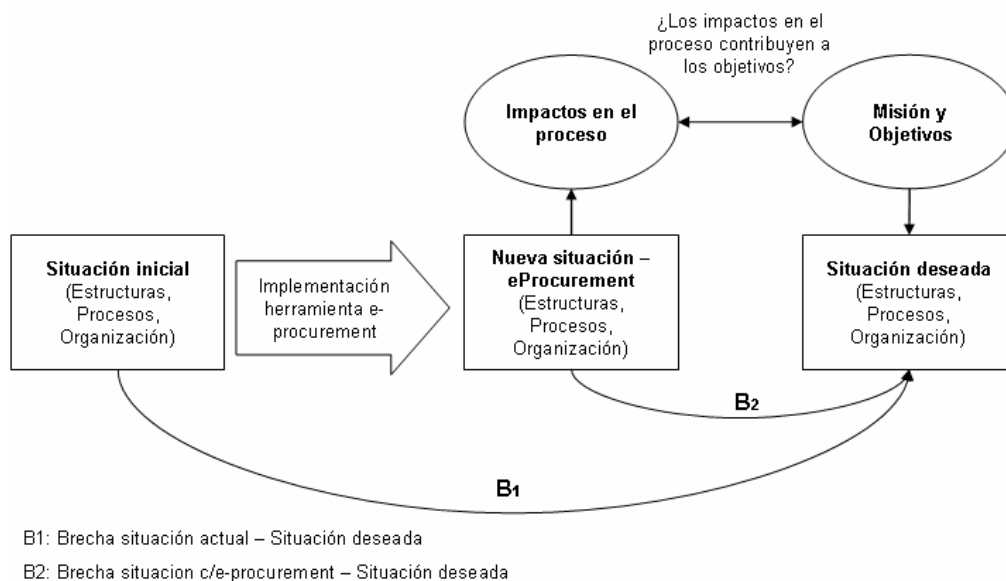 ¿Los impactos en el
proceso contribuyen a
los objetivos?
Impactos en el
proceso
Misión y
Objetivos
Situación inicial
(Estructuras,
Procesos,
Organización)
Implementación
herramienta e-
procurement
Nueva situación –
eProcurement
(Estructuras,
Procesos,
Organización)
Situación deseada
(Estructuras,
Procesos,
Organización)
B2
B1
B1: Brecha situación actual – Situación deseada
B2: Brecha situacion c/e-procurement – Situación deseada